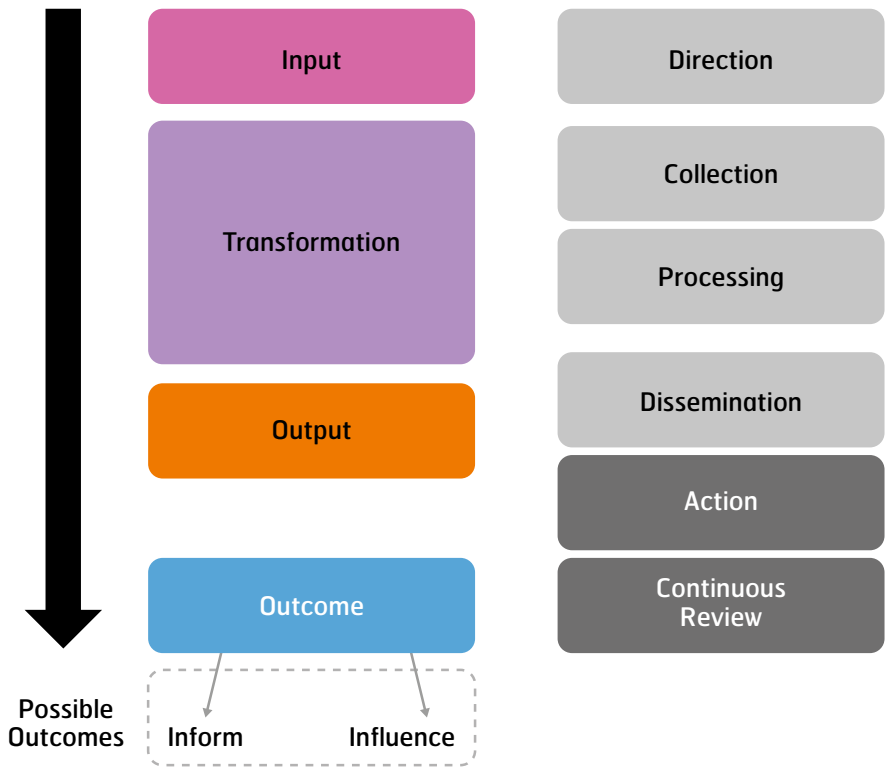 Input
Direction
Collection
Transformation
Processing
Dissemination
Output
Action
Outcome
Continuous
Review
Possible
Outcomes
Inform
Influence